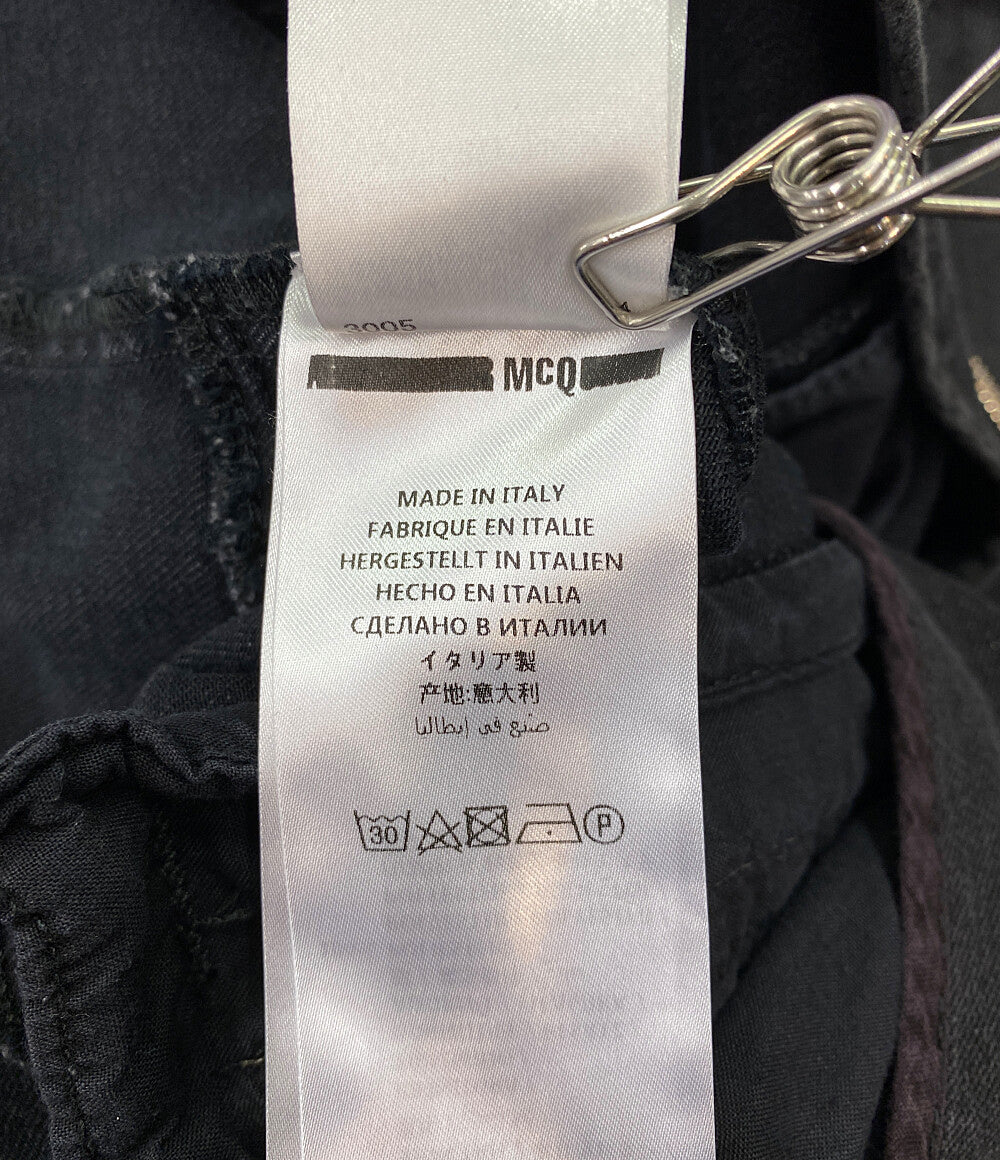 3005
McQ
MADE IN ITALY
FABRIQUE EN ITALIE
HERGESTELLT IN ITALIEN
HECHO EN ITALIA
СДЕЛАНО В ИТАЛИИ
イタリア製
产地:意大利
صنع في إيطاليا
30 P